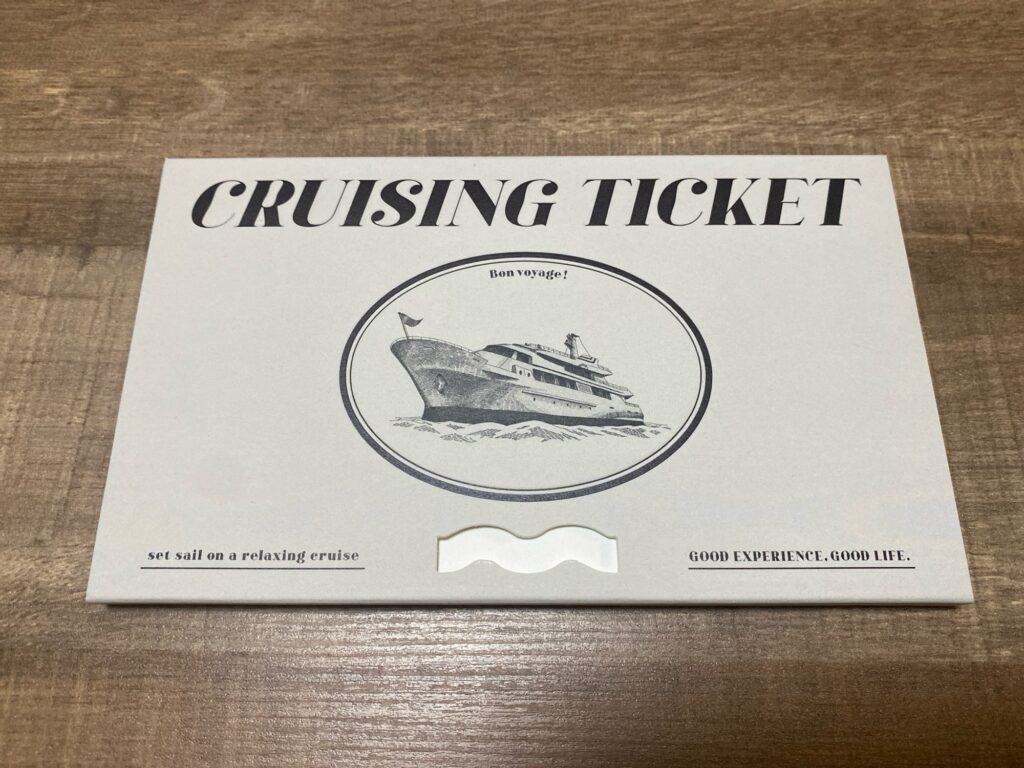 CRUISING TICKET
Bon voyage!
set sail on a relaxing cruise
GOOD EXPERIENCE, GOOD LIFE.